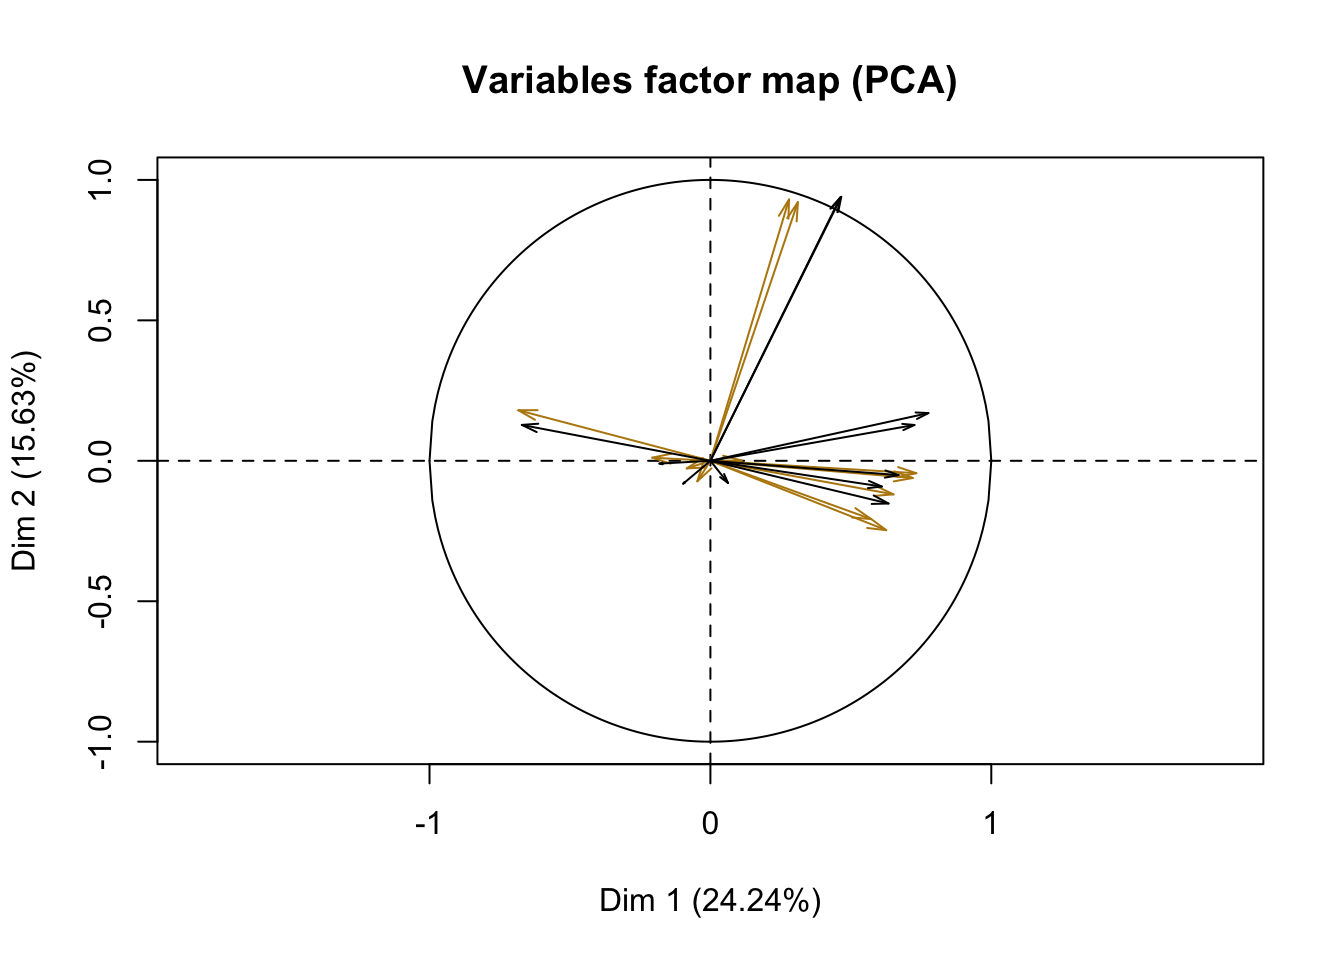 Variables factor map (PCA)
1.0
0.5
0.0
-0.5
-1.0
Dim 2 (15.63%)
-1 0 1
Dim 1 (24.24%)